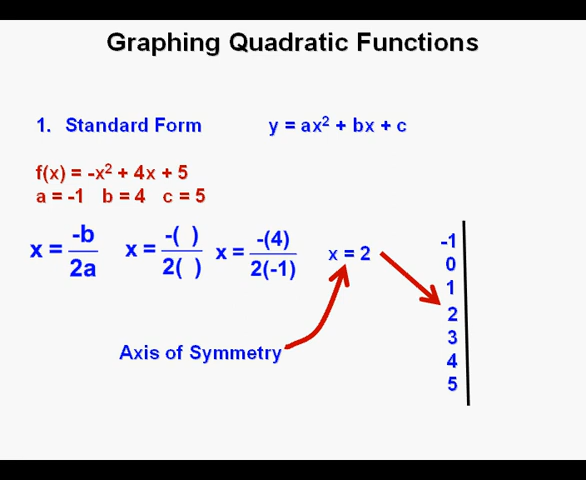 Graphing Quadratic Functions
1. Standard Form y = ax² + bx + c
f(x) = -x² + 4x + 5
a = -1 b = 4 c = 5
x = -b/2a x = -( )/2( ) x = -(4)/2(-1) x = 2
Axis of Symmetry
-1
0
1
2
3
4
5